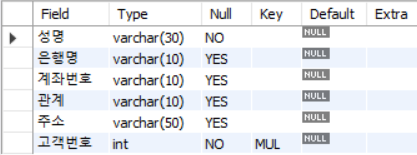 Field Type Null Key Default Extra
성명 varchar(30) NO NULL
은행명 varchar(10) YES NULL
계좌번호 varchar(10) YES NULL
관계 varchar(10) YES NULL
주소 varchar(50) YES NULL
고객번호 int NO MUL NULL